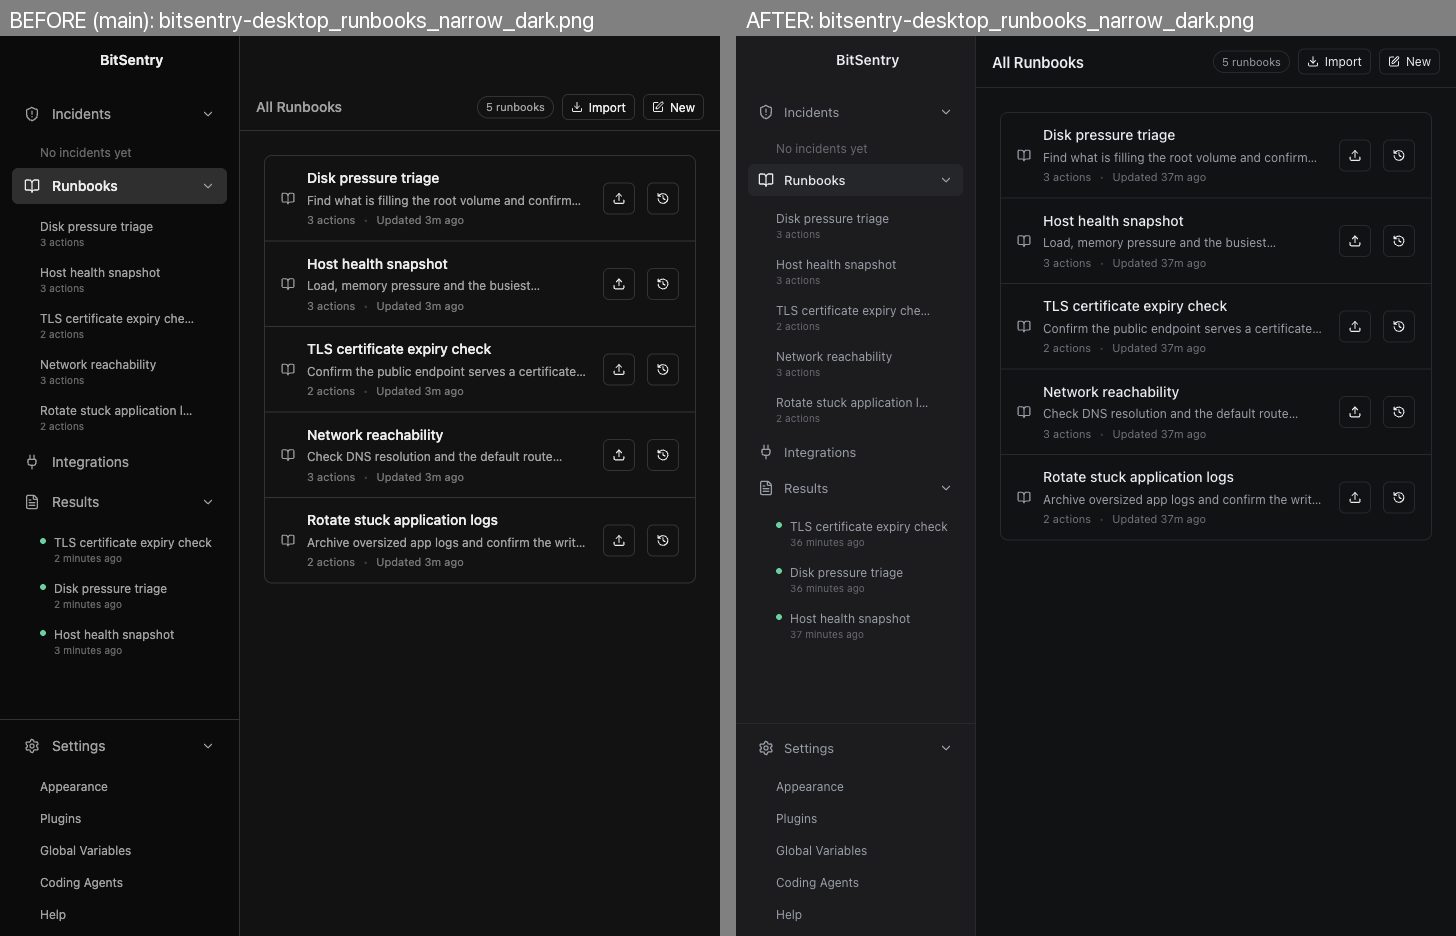 BEFORE (main): bitsentry-desktop_runbooks_narrow_dark.png
BitSentry
Incidents
No incidents yet
Runbooks
Disk pressure triage
3 actions
Host health snapshot
3 actions
TLS certificate expiry che...
2 actions
Network reachability
3 actions
Rotate stuck application l...
2 actions
Integrations
Results
TLS certificate expiry check
2 minutes ago
Disk pressure triage
2 minutes ago
Host health snapshot
3 minutes ago
Settings
Appearance
Plugins
Global Variables
Coding Agents
Help
All Runbooks 5 runbooks Import New
Disk pressure triage
Find what is filling the root volume and confirm...
3 actions · Updated 3m ago
Host health snapshot
Load, memory pressure and the busiest...
3 actions · Updated 3m ago
TLS certificate expiry check
Confirm the public endpoint serves a certificate...
2 actions · Updated 3m ago
Network reachability
Check DNS resolution and the default route...
3 actions · Updated 3m ago
Rotate stuck application logs
Archive oversized app logs and confirm the writ...
2 actions · Updated 3m ago
AFTER: bitsentry-desktop_runbooks_narrow_dark.png
BitSentry
Incidents
No incidents yet
Runbooks
Disk pressure triage
3 actions
Host health snapshot
3 actions
TLS certificate expiry che...
2 actions
Network reachability
3 actions
Rotate stuck application l...
2 actions
Integrations
Results
TLS certificate expiry check
36 minutes ago
Disk pressure triage
36 minutes ago
Host health snapshot
37 minutes ago
Settings
Appearance
Plugins
Global Variables
Coding Agents
Help
All Runbooks 5 runbooks Import New
Disk pressure triage
Find what is filling the root volume and confirm...
3 actions · Updated 37m ago
Host health snapshot
Load, memory pressure and the busiest...
3 actions · Updated 37m ago
TLS certificate expiry check
Confirm the public endpoint serves a certificate...
2 actions · Updated 37m ago
Network reachability
Check DNS resolution and the default route...
3 actions · Updated 37m ago
Rotate stuck application logs
Archive oversized app logs and confirm the writ...
2 actions · Updated 37m ago